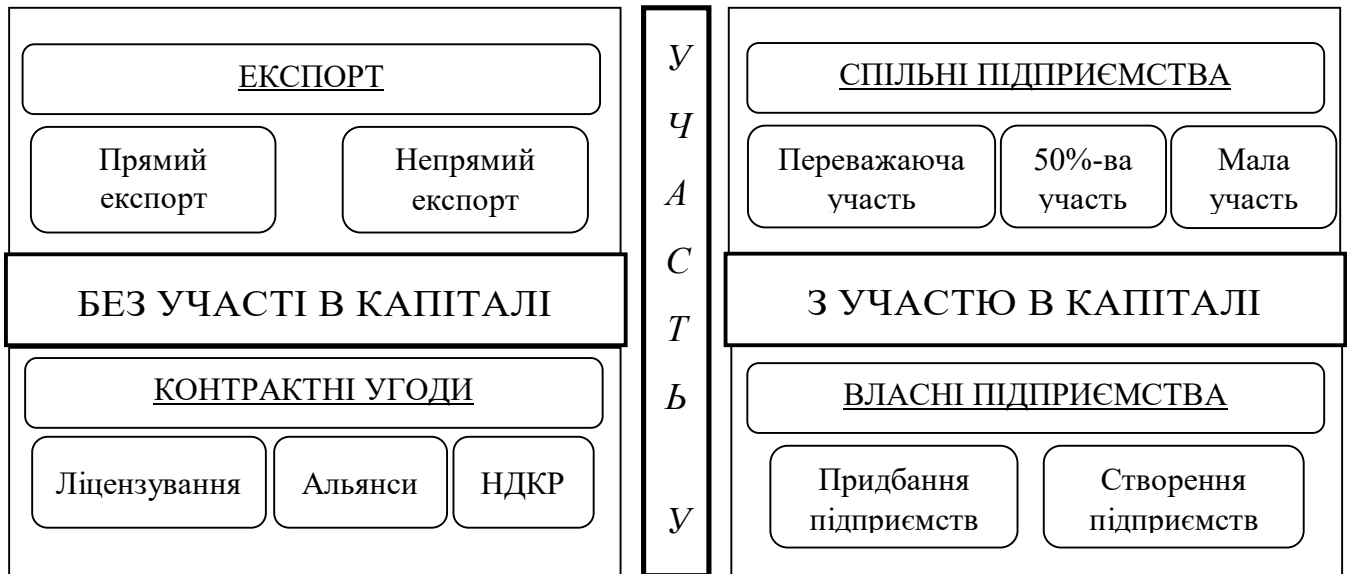 ЕКСПОРТ
Прямий
експорт
Непрямий
експорт
БЕЗ УЧАСТІ В КАПІТАЛІ
КОНТРАКТНІ УГОДИ
Ліцензування
Альянси
НДКР
У
Ч
А
С
Т
Ь
У
СПІЛЬНІ ПІДПРИЄМСТВА
Переважаюча
участь
50%-ва
участь
Мала
участь
З УЧАСТЮ В КАПІТАЛІ
ВЛАСНІ ПІДПРИЄМСТВА
Придбання
підприємств
Створення
підприємств